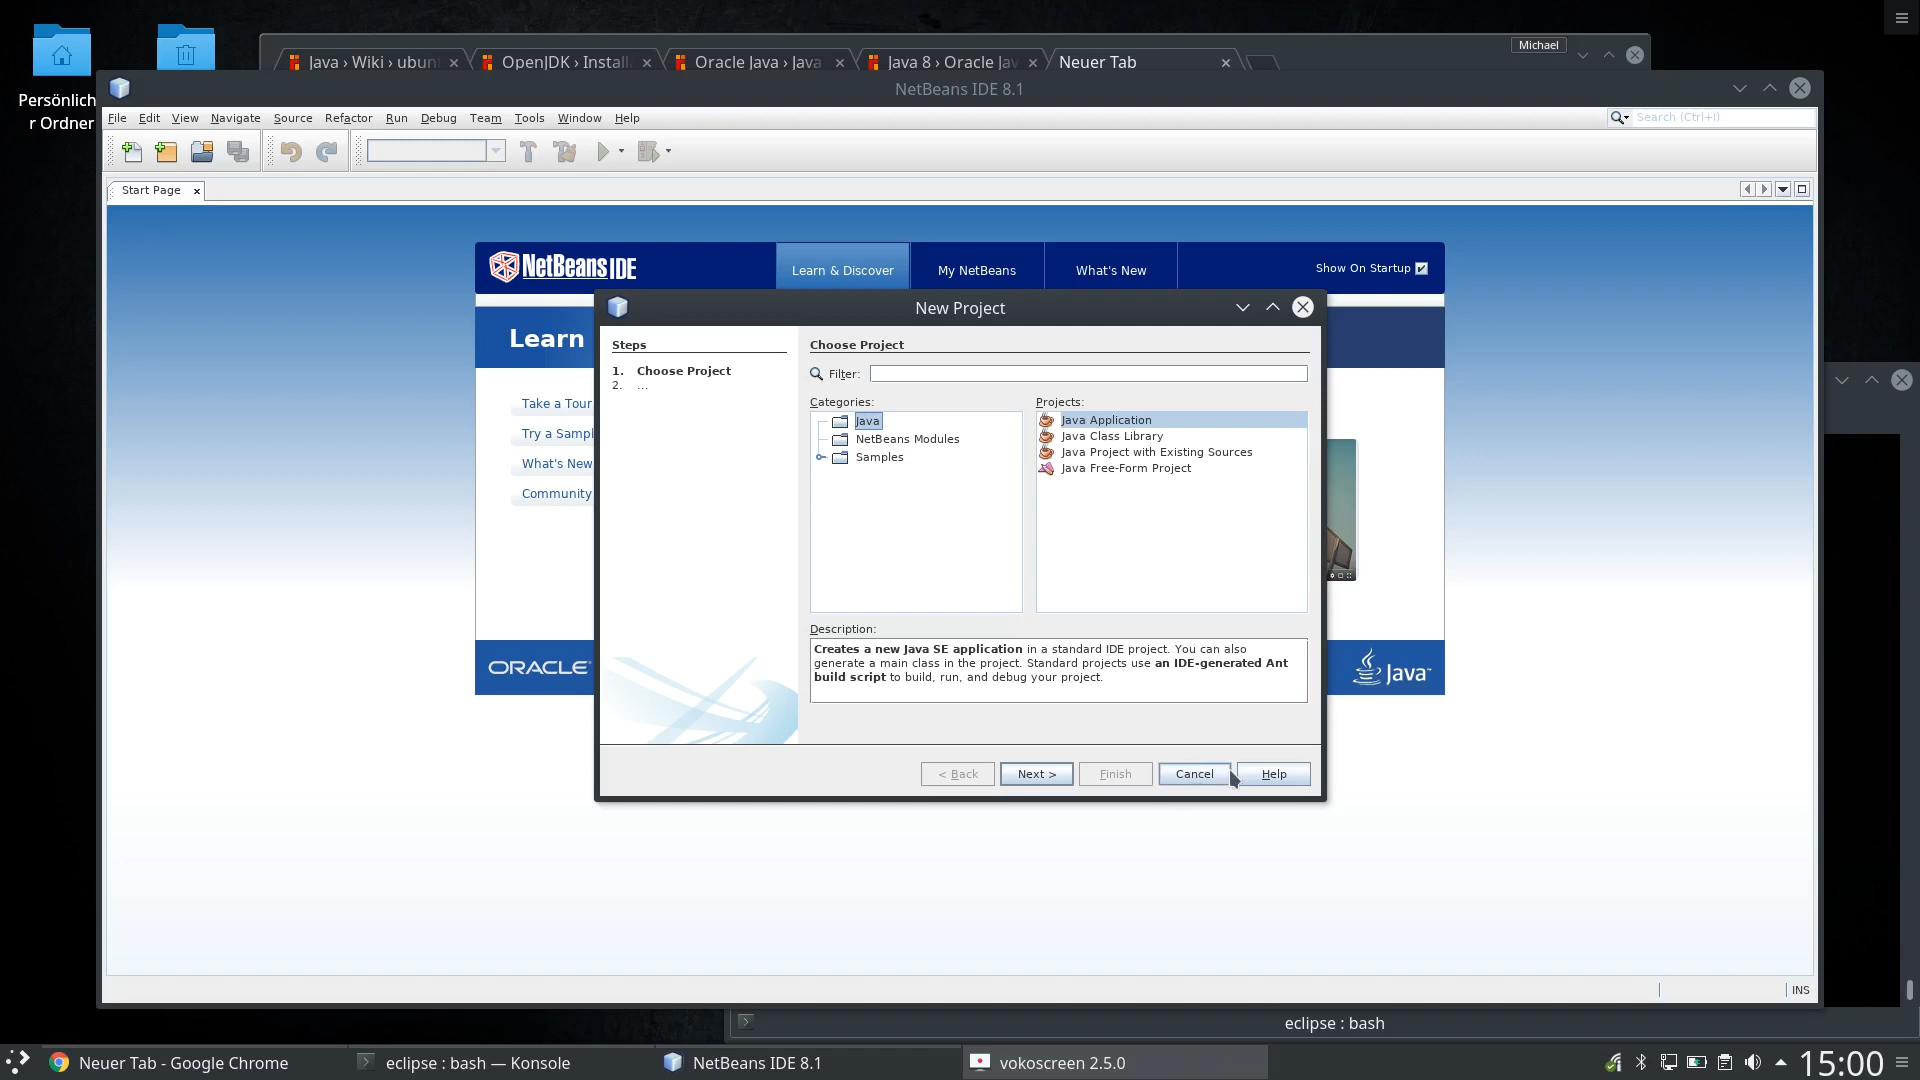 Michael
Java › Wiki › ubun
OpenJDK › Install
Oracle Java › Java
Java 8 › Oracle Jav
Neuer Tab
Persönlich
r Ordner
NetBeans IDE 8.1
File Edit View Navigate Source Refactor Run Debug Team Tools Window Help
Search (Ctrl+I)
Start Page
NetBeans IDE
Learn & Discover
My NetBeans
What's New
Show On Startup
Learn
Take a Tour
Try a Sampl
What's New
Community
ORACLE
Java
New Project
Steps
1. Choose Project
2. ...
Choose Project
Filter:
Categories:
Java
NetBeans Modules
Samples
Projects:
Java Application
Java Class Library
Java Project with Existing Sources
Java Free-Form Project
Description:
Creates a new Java SE application in a standard IDE project. You can also
generate a main class in the project. Standard projects use an IDE-generated Ant
build script to build, run, and debug your project.
< Back
Next >
Finish
Cancel
Help
INS
eclipse : bash
Neuer Tab - Google Chrome
eclipse : bash — Konsole
NetBeans IDE 8.1
vokoscreen 2.5.0
15:00